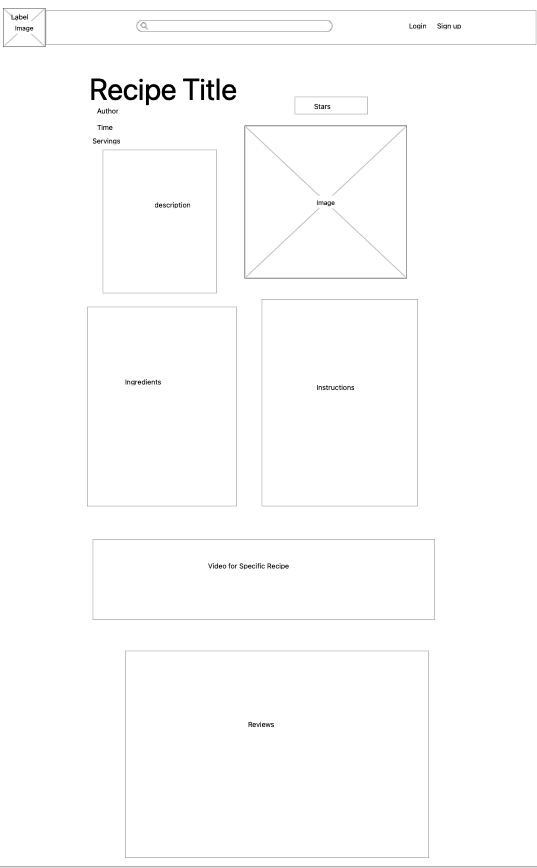 Label
Image
Login Sign up
Recipe Title
Author
Stars
Time
Servings
description
Image
Ingredients
Instructions
Video for Specific Recipe
Reviews